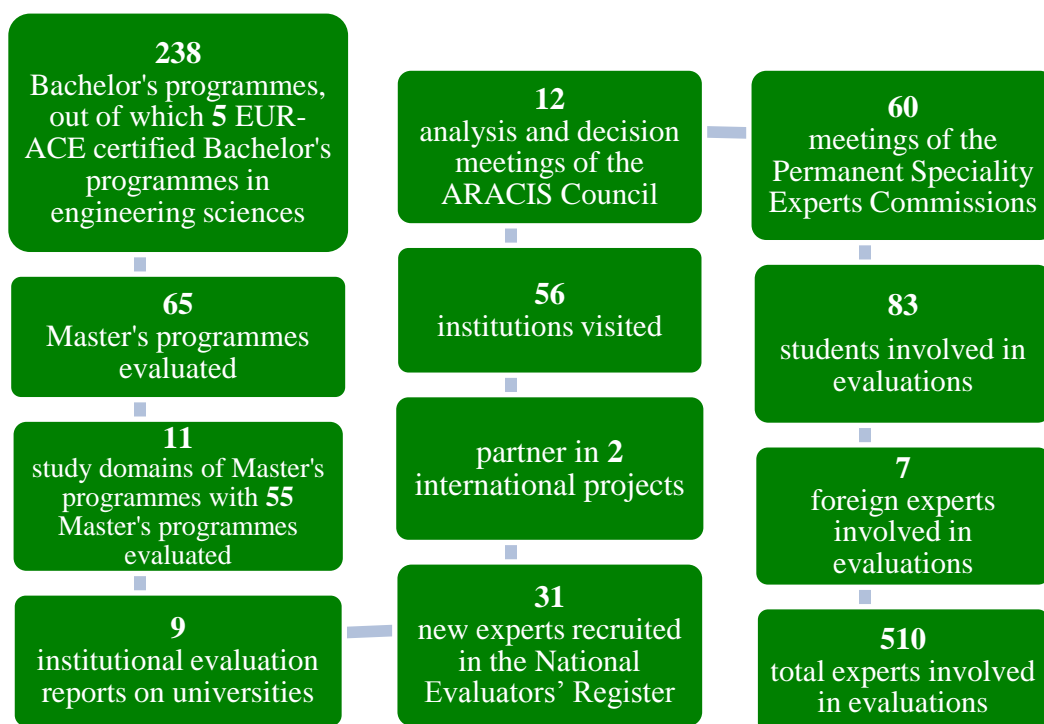 238
Bachelor's programmes,
out of which 5 EUR-
ACE certified Bachelor's
programmes in
engineering sciences
65
Master's programmes
evaluated
11
study domains of Master's
programmes with 55
Master's programmes
evaluated
9
institutional evaluation
reports on universities
31
new experts recruited
in the National
Evaluators’ Register
partner in 2
international projects
56
institutions visited
12
analysis and decision
meetings of the
ARACIS Council
60
meetings of the
Permanent Speciality
Experts Commissions
83
students involved in
evaluations
7
foreign experts
involved in
evaluations
510
total experts involved
in evaluations